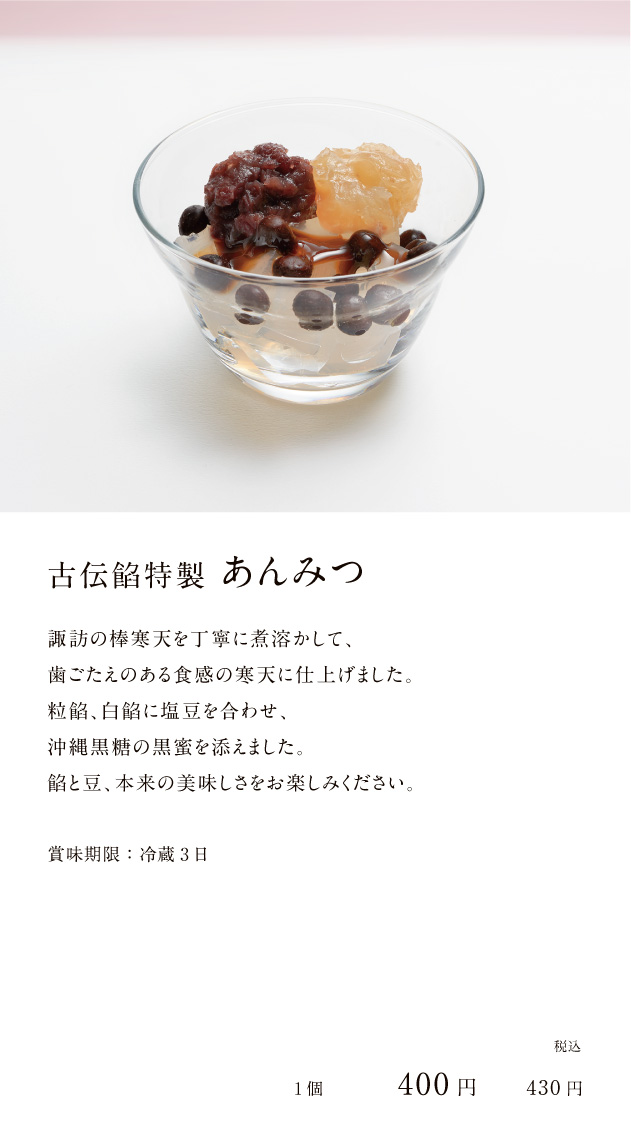 古伝餡特製 あんみつ
諏訪の棒寒天を丁寧に煮溶かして、
歯ごたえのある食感の寒天に仕上げました。
粒餡、白餡に塩豆を合わせ、
沖縄黒糖の黒蜜を添えました。
餡と豆、本来の美味しさをお楽しみください。
賞味期限：冷蔵3日
税込
1個 400円 430円